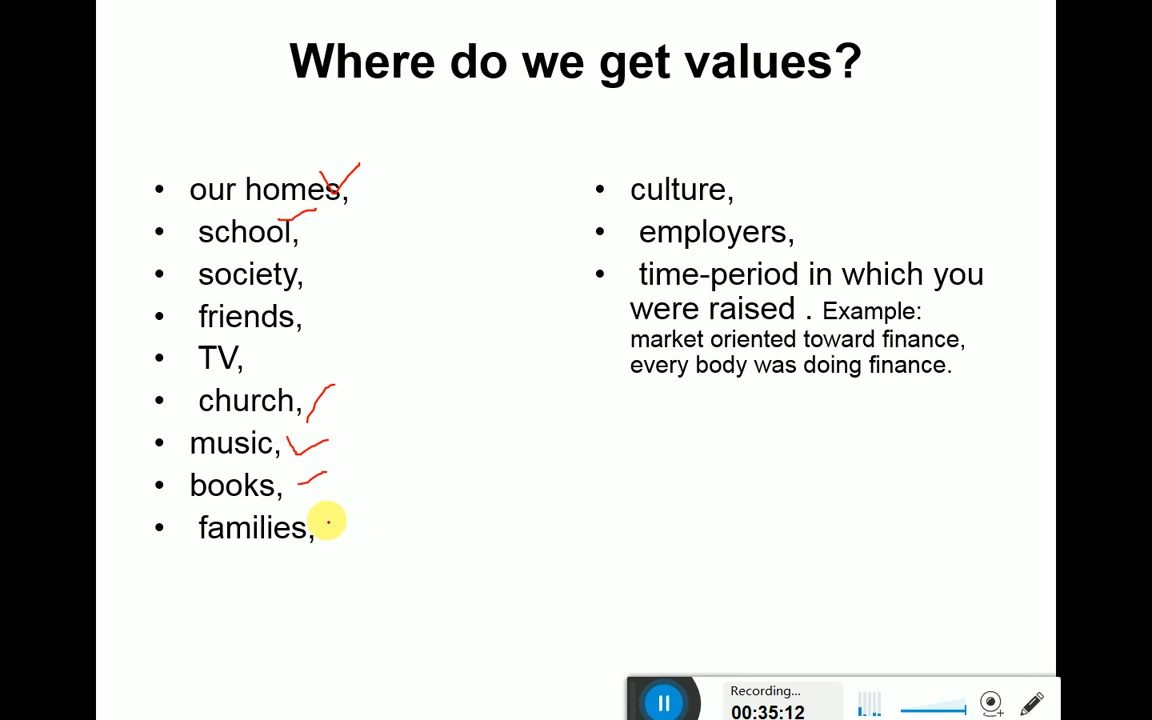 Where do we get values?
• our homes,
• school,
• society,
• friends,
• TV,
• church,
• music,
• books,
• families,
• culture,
• employers,
• time-period in which you
were raised . Example:
market oriented toward finance,
every body was doing finance.
Recording...
00:35:12